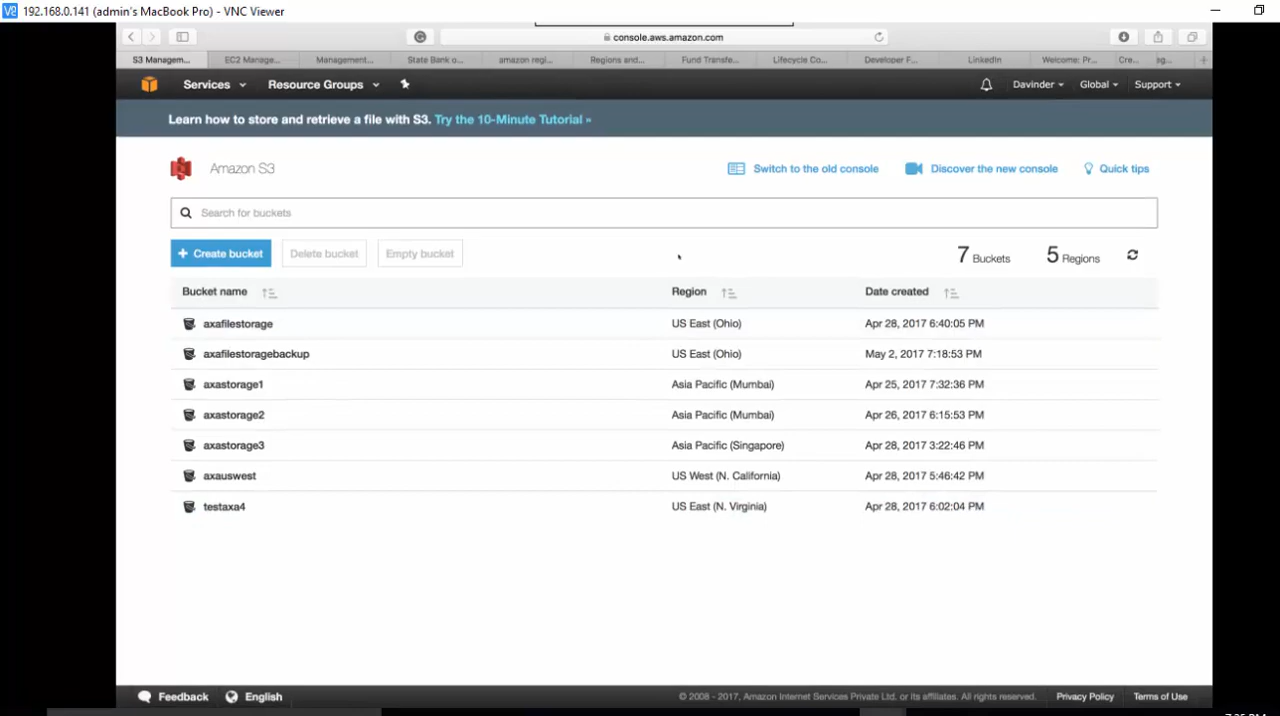 192.168.0.141 (admin's MacBook Pro) - VNC Viewer
console.aws.amazon.com
S3 Managem... EC2 Manage... Management... State Bank o... amazon regi... Regions and... Fund Transfe... Lifecycle Co... Developer F... LinkedIn Welcome: Pr... Cre...
Services Resource Groups Davinder Global Support
Learn how to store and retrieve a file with S3. Try the 10-Minute Tutorial »
Amazon S3 Switch to the old console Discover the new console Quick tips
Search for buckets
+ Create bucket Delete bucket Empty bucket 7 Buckets 5 Regions
Bucket name Region Date created
axafilestorage US East (Ohio) Apr 28, 2017 6:40:05 PM
axafilestoragebackup US East (Ohio) May 2, 2017 7:18:53 PM
axastorage1 Asia Pacific (Mumbai) Apr 25, 2017 7:32:36 PM
axastorage2 Asia Pacific (Mumbai) Apr 26, 2017 6:15:53 PM
axastorage3 Asia Pacific (Singapore) Apr 28, 2017 3:22:46 PM
axauswest US West (N. California) Apr 28, 2017 5:46:42 PM
testaxa4 US East (N. Virginia) Apr 28, 2017 6:02:04 PM
Feedback English © 2008 - 2017, Amazon Internet Services Private Ltd. or its affiliates. All rights reserved. Privacy Policy Terms of Use